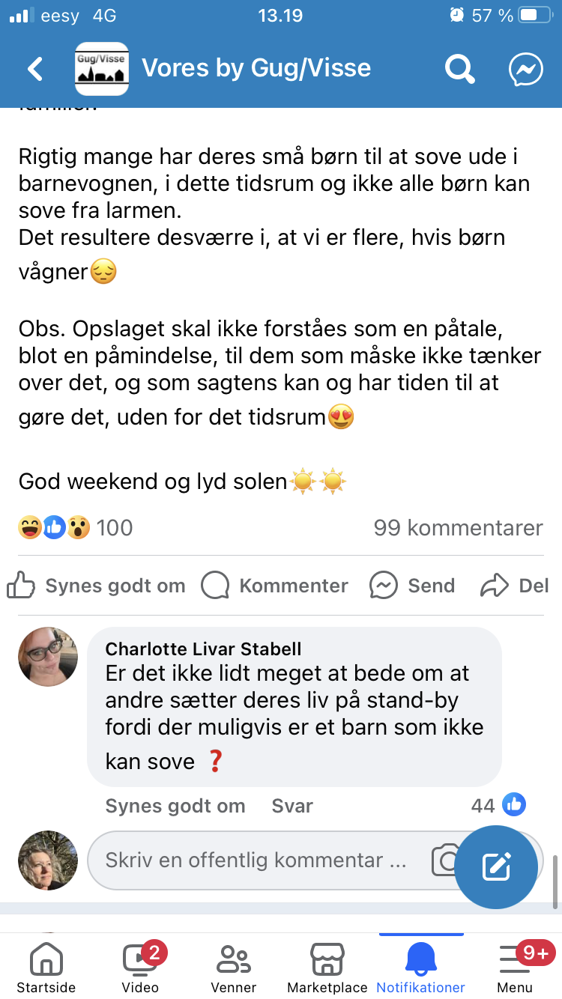 eesy 4G 13.19 57 %
Gug/Visse
Vores by Gug/Visse
Rigtig mange har deres små børn til at sove ude i
barnevognen, i dette tidsrum og ikke alle børn kan
sove fra larmen.
Det resultere desværre i, at vi er flere, hvis børn
vågner😔
Obs. Opslaget skal ikke forståes som en påtale,
blot en påmindelse, til dem som måske ikke tænker
over det, og som sagtens kan og har tiden til at
gøre det, uden for det tidsrum😍
God weekend og lyd solen☀️☀️
100 99 kommentarer
Synes godt om Kommenter Send Del
Charlotte Livar Stabell
Er det ikke lidt meget at bede om at
andre sætter deres liv på stand-by
fordi der muligvis er et barn som ikke
kan sove ❓
Synes godt om Svar 44
Skriv en offentlig kommentar ...
2 9+
Startside Video Venner Marketplace Notifikationer Menu